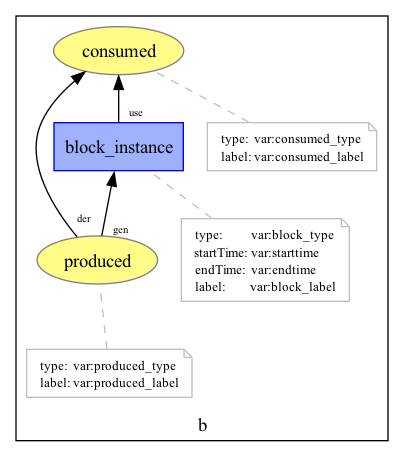 consumed
use
type: var:consumed_type
label: var:consumed_label
block_instance
der
gen
type: var:block_type
startTime: var:starttime
endTime: var:endtime
label: var:block_label
produced
type: var:produced_type
label: var:produced_label
b